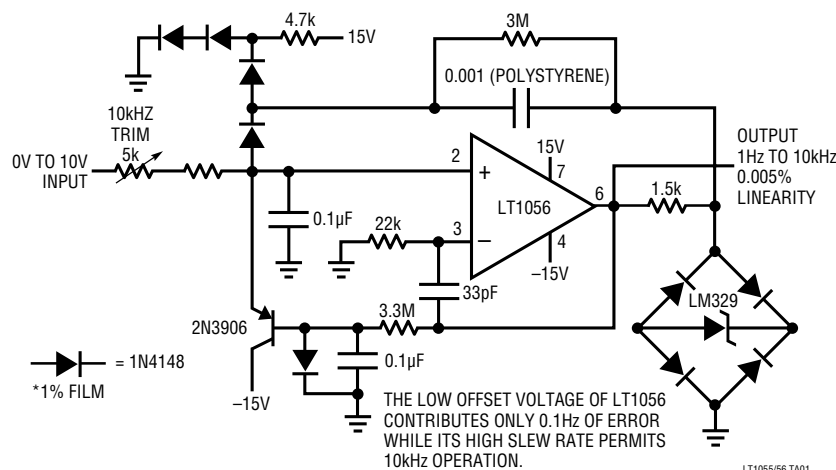 4.7k
15V
3M
0.001 (POLYSTYRENE)
10kHZ
TRIM
5k
0V TO 10V
INPUT
15V
2
7
+
6
LT1056
OUTPUT
1Hz TO 10kHz
0.005%
LINEARITY
0.1µF
22k
3
–
4
1.5k
–15V
33pF
LM329
3.3M
2N3906
0.1µF
= 1N4148
*1% FILM
–15V
THE LOW OFFSET VOLTAGE OF LT1056
CONTRIBUTES ONLY 0.1Hz OF ERROR
WHILE ITS HIGH SLEW RATE PERMITS
10kHz OPERATION.
LT1055/56 TA01